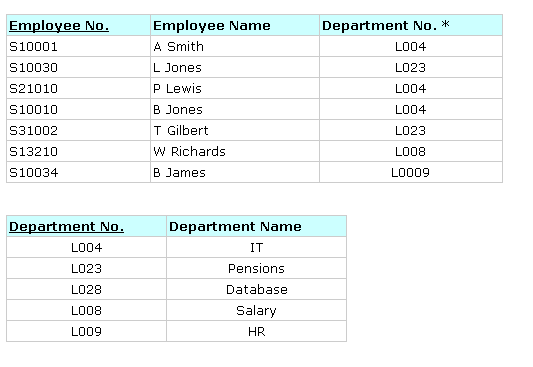 Employee No. Employee Name Department No. *
S10001 A Smith L004
S10030 L Jones L023
S21010 P Lewis L004
S10010 B Jones L004
S31002 T Gilbert L023
S13210 W Richards L008
S10034 B James L0009
Department No. Department Name
L004 IT
L023 Pensions
L028 Database
L008 Salary
L009 HR